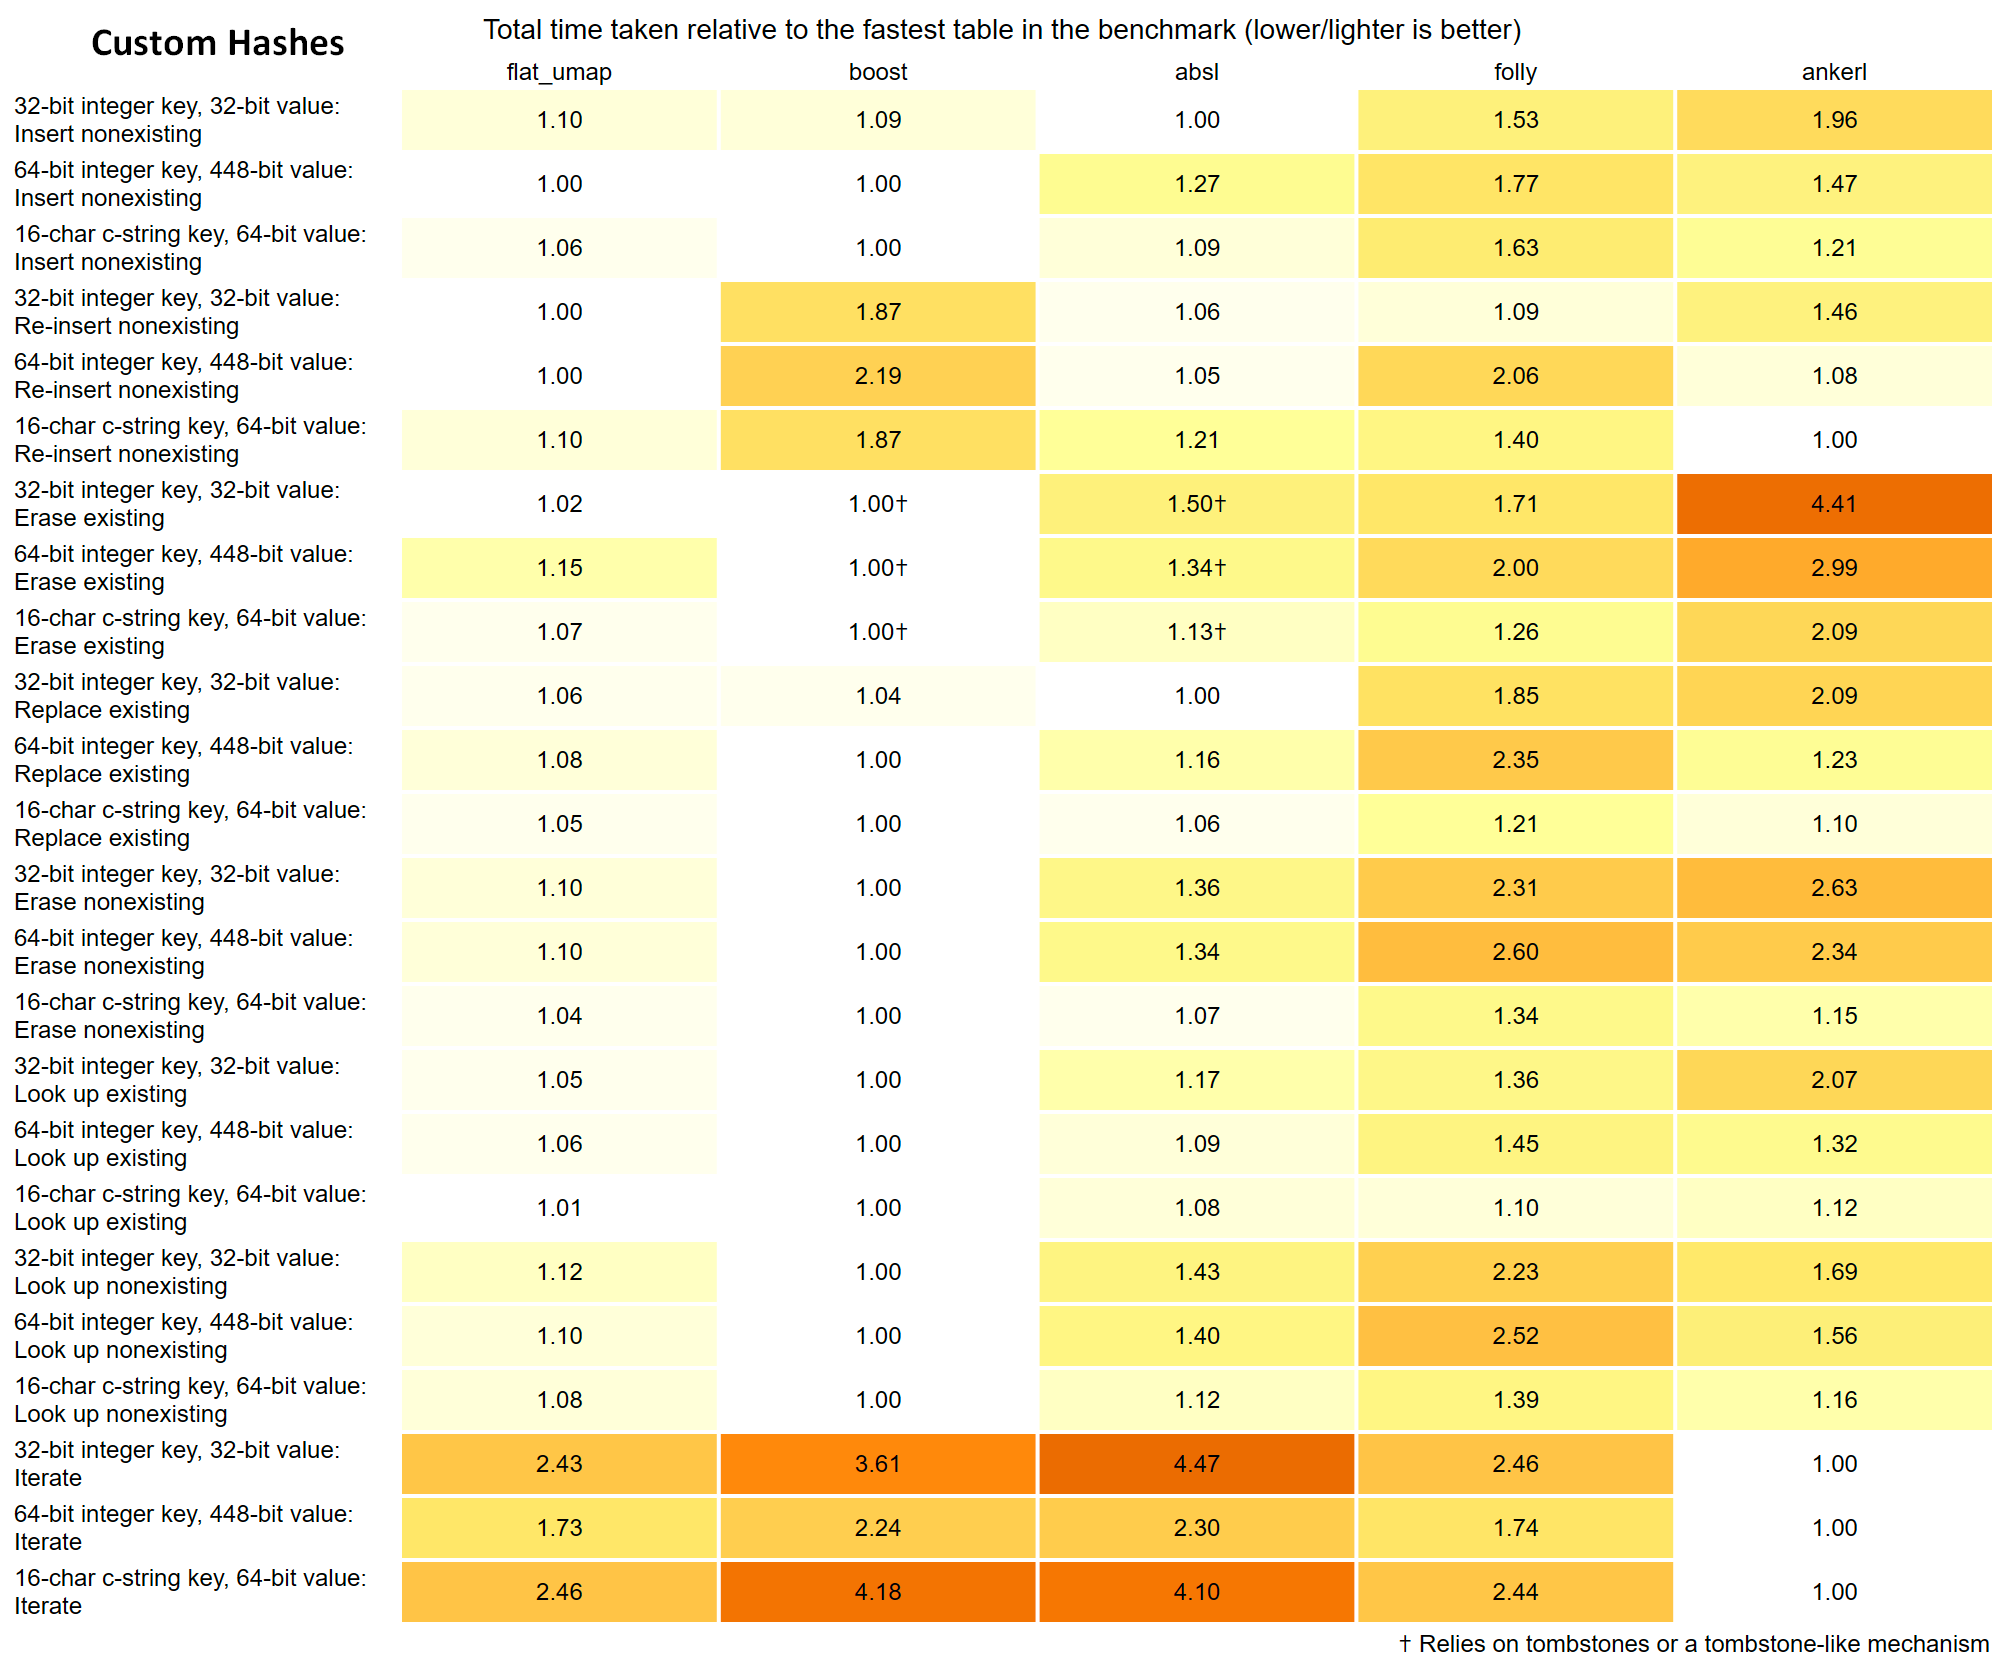 Custom Hashes
Total time taken relative to the fastest table in the benchmark (lower/lighter is better)
flat_umap boost absl folly ankerl
32-bit integer key, 32-bit value:
Insert nonexisting
1.10 1.09 1.00 1.53 1.96
64-bit integer key, 448-bit value:
Insert nonexisting
1.00 1.00 1.27 1.77 1.47
16-char c-string key, 64-bit value:
Insert nonexisting
1.06 1.00 1.09 1.63 1.21
32-bit integer key, 32-bit value:
Re-insert nonexisting
1.00 1.87 1.06 1.09 1.46
64-bit integer key, 448-bit value:
Re-insert nonexisting
1.00 2.19 1.05 2.06 1.08
16-char c-string key, 64-bit value:
Re-insert nonexisting
1.10 1.87 1.21 1.40 1.00
32-bit integer key, 32-bit value:
Erase existing
1.02 1.00† 1.50† 1.71 4.41
64-bit integer key, 448-bit value:
Erase existing
1.15 1.00† 1.34† 2.00 2.99
16-char c-string key, 64-bit value:
Erase existing
1.07 1.00† 1.13† 1.26 2.09
32-bit integer key, 32-bit value:
Replace existing
1.06 1.04 1.00 1.85 2.09
64-bit integer key, 448-bit value:
Replace existing
1.08 1.00 1.16 2.35 1.23
16-char c-string key, 64-bit value:
Replace existing
1.05 1.00 1.06 1.21 1.10
32-bit integer key, 32-bit value:
Erase nonexisting
1.10 1.00 1.36 2.31 2.63
64-bit integer key, 448-bit value:
Erase nonexisting
1.10 1.00 1.34 2.60 2.34
16-char c-string key, 64-bit value:
Erase nonexisting
1.04 1.00 1.07 1.34 1.15
32-bit integer key, 32-bit value:
Look up existing
1.05 1.00 1.17 1.36 2.07
64-bit integer key, 448-bit value:
Look up existing
1.06 1.00 1.09 1.45 1.32
16-char c-string key, 64-bit value:
Look up existing
1.01 1.00 1.08 1.10 1.12
32-bit integer key, 32-bit value:
Look up nonexisting
1.12 1.00 1.43 2.23 1.69
64-bit integer key, 448-bit value:
Look up nonexisting
1.10 1.00 1.40 2.52 1.56
16-char c-string key, 64-bit value:
Look up nonexisting
1.08 1.00 1.12 1.39 1.16
32-bit integer key, 32-bit value:
Iterate
2.43 3.61 4.47 2.46 1.00
64-bit integer key, 448-bit value:
Iterate
1.73 2.24 2.30 1.74 1.00
16-char c-string key, 64-bit value:
Iterate
2.46 4.18 4.10 2.44 1.00
† Relies on tombstones or a tombstone-like mechanism